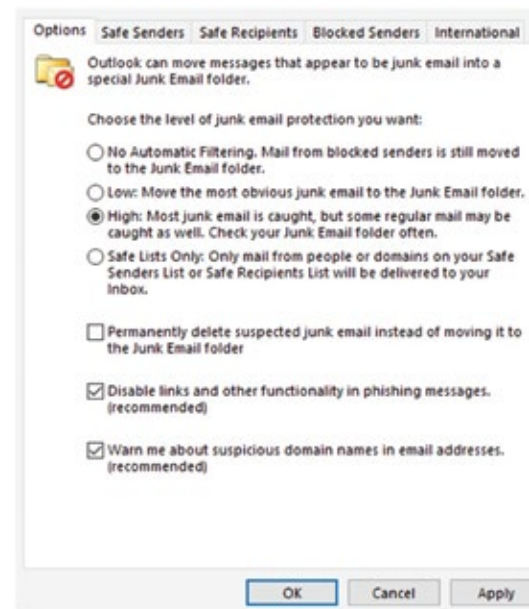 Options Safe Senders Safe Recipients Blocked Senders International
Outlook can move messages that appear to be junk email into a
special Junk Email folder.
Choose the level of junk email protection you want:
No Automatic Filtering. Mail from blocked senders is still moved
to the Junk Email folder.
Low: Move the most obvious junk email to the Junk Email folder.
High: Most junk email is caught, but some regular mail may be
caught as well. Check your Junk Email folder often.
Safe Lists Only: Only mail from people or domains on your Safe
Senders List or Safe Recipients List will be delivered to your
Inbox.
Permanently delete suspected junk email instead of moving it to
the Junk Email folder
Disable links and other functionality in phishing messages.
(recommended)
Warn me about suspicious domain names in email addresses.
(recommended)
OK Cancel Apply